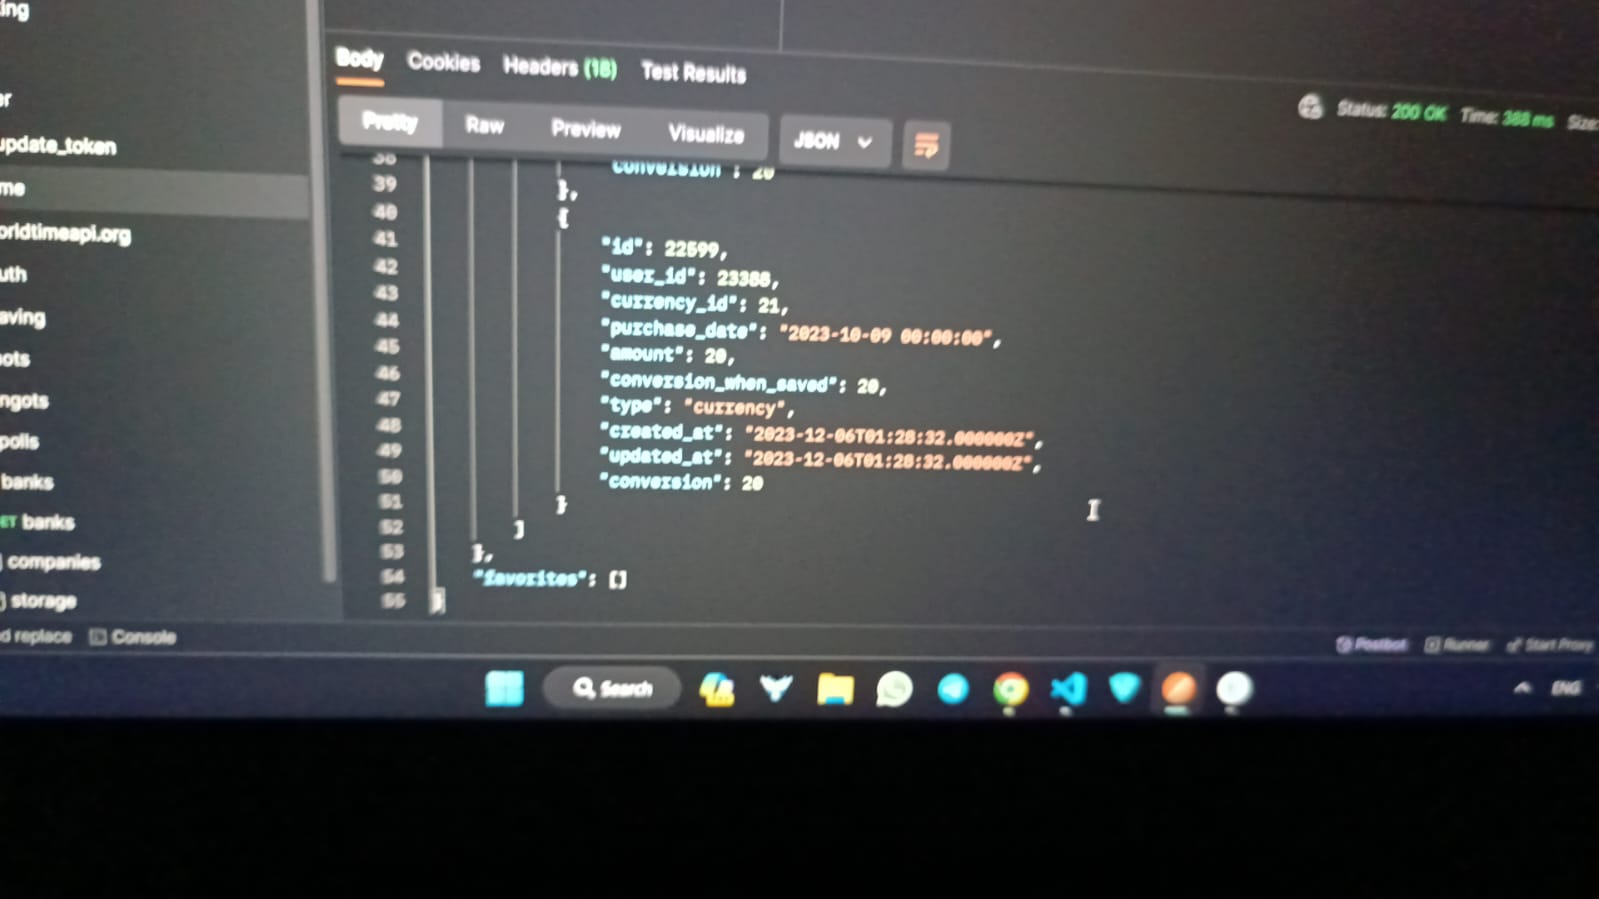 ing
er
update_token
me
orldtimeapi.org
uth
aving
ots
ngots
polls
banks
ET banks
companies
storage
d replace Console
Body Cookies Headers (18) Test Results
Status: 200 OK Time: 388 ms Size:
Pretty Raw Preview Visualize JSON
38 conversion": 20
39 },
40 {
41 "id": 22599,
42 "user_id": 23388,
43 "currency_id": 21,
44 "purchase_date": "2023-10-09 00:00:00",
45 "amount": 20,
46 "conversion_when_saved": 20,
47 "type": "currency",
48 "created_at": "2023-12-06T01:28:32.000000Z",
49 "updated_at": "2023-12-06T01:28:32.000000Z",
50 "conversion": 20
51 }
52 ]
53 },
54 "favorites": []
55 }
Postbot Runner Start Proxy
Search
ENG